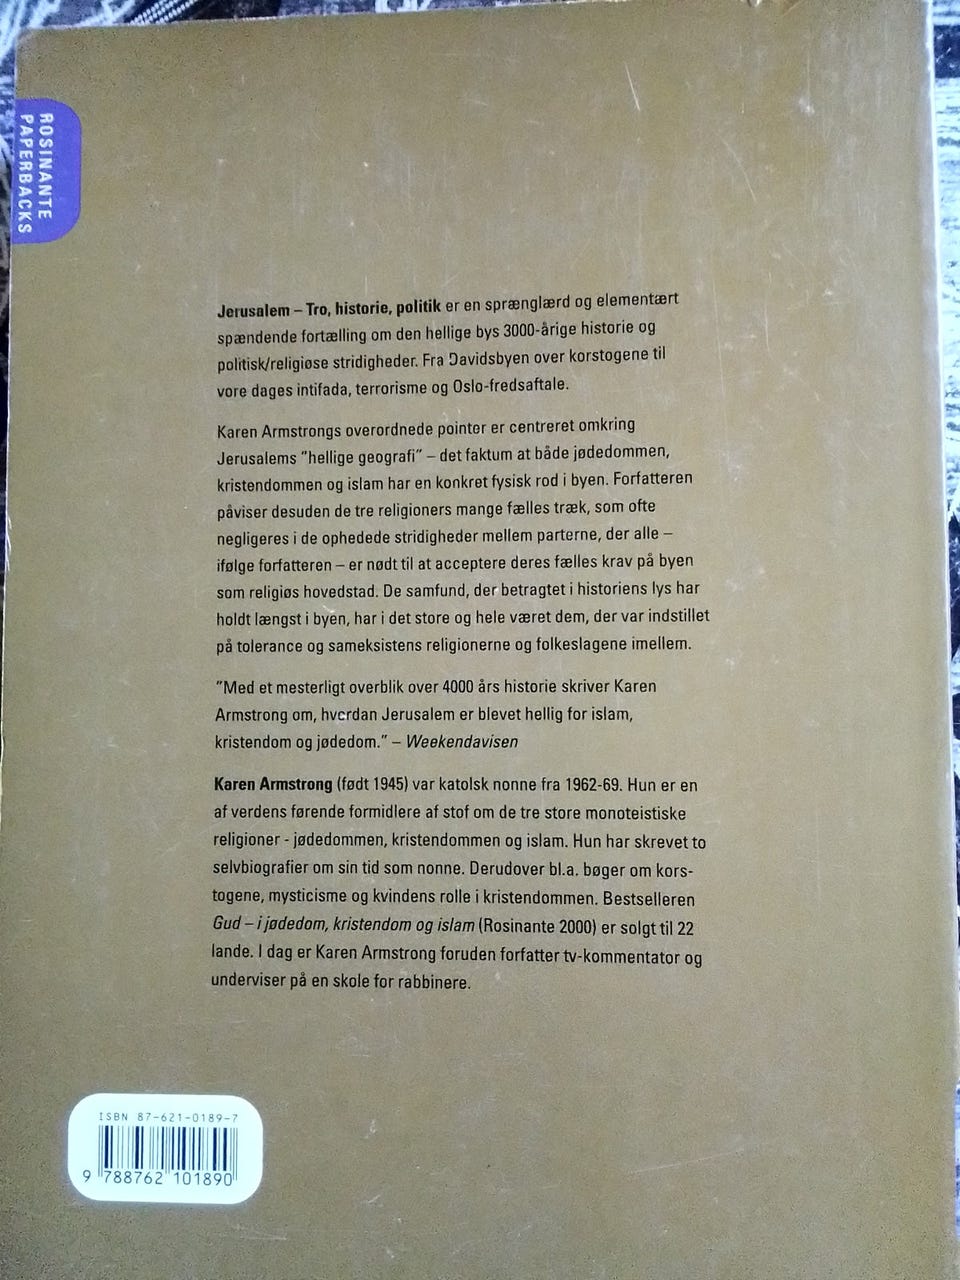 ROSINANTE
PAPERBACKS
Jerusalem – Tro, historie, politik er en sprænglærd og elementært
spændende fortælling om den hellige bys 3000-årige historie og
politisk/religiøse stridigheder. Fra Davidsbyen over korstogene til
vore dages intifada, terrorisme og Oslo-fredsaftale.
Karen Armstrongs overordnede pointer er centreret omkring
Jerusalems "hellige geografi" – det faktum at både jødedommen,
kristendommen og islam har en konkret fysisk rod i byen. Forfatteren
påviser desuden de tre religioners mange fælles træk, som ofte
negligeres i de ophedede stridigheder mellem parterne, der alle –
ifølge forfatteren – er nødt til at acceptere deres fælles krav på byen
som religiøs hovedstad. De samfund, der betragtet i historiens lys har
holdt længst i byen, har i det store og hele været dem, der var indstillet
på tolerance og sameksistens religionerne og folkeslagene imellem.
"Med et mesterligt overblik over 4000 års historie skriver Karen
Armstrong om, hvordan Jerusalem er blevet hellig for islam,
kristendom og jødedom." – Weekendavisen
Karen Armstrong (født 1945) var katolsk nonne fra 1962-69. Hun er en
af verdens førende formidlere af stof om de tre store monoteistiske
religioner - jødedommen, kristendommen og islam. Hun har skrevet to
selvbiografier om sin tid som nonne. Derudover bl.a. bøger om kors-
togene, mysticisme og kvindens rolle i kristendommen. Bestselleren
Gud – i jødedom, kristendom og islam (Rosinante 2000) er solgt til 22
lande. I dag er Karen Armstrong foruden forfatter tv-kommentator og
underviser på en skole for rabbinere.
ISBN 87-621-0189-7
9 788762 101890